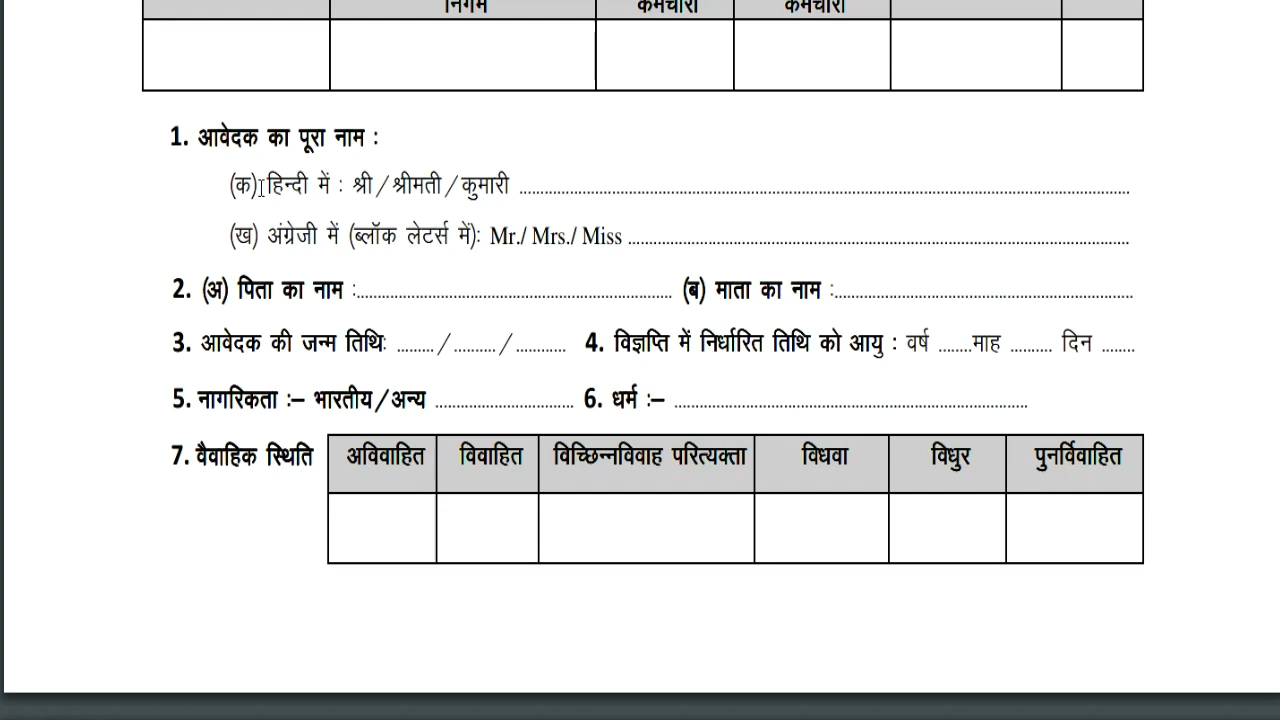 निगम कर्मचारी कर्मचारी
1. आवेदक का पूरा नाम :
(क) हिन्दी में : श्री/श्रीमती/कुमारी ....................
(ख) अंग्रेजी में (ब्लॉक लेटर्स में): Mr./ Mrs./ Miss ....................
2. (अ) पिता का नाम :.................... (ब) माता का नाम :....................
3. आवेदक की जन्म तिथि: ........./........../............ 4. विज्ञप्ति में निर्धारित तिथि को आयु : वर्ष ........माह .......... दिन ........
5. नागरिकता :– भारतीय/अन्य .................... 6. धर्म :– ....................
7. वैवाहिक स्थिति अविवाहित विवाहित विच्छिन्नविवाह परित्यक्ता विधवा विधुर पुनर्विवाहित